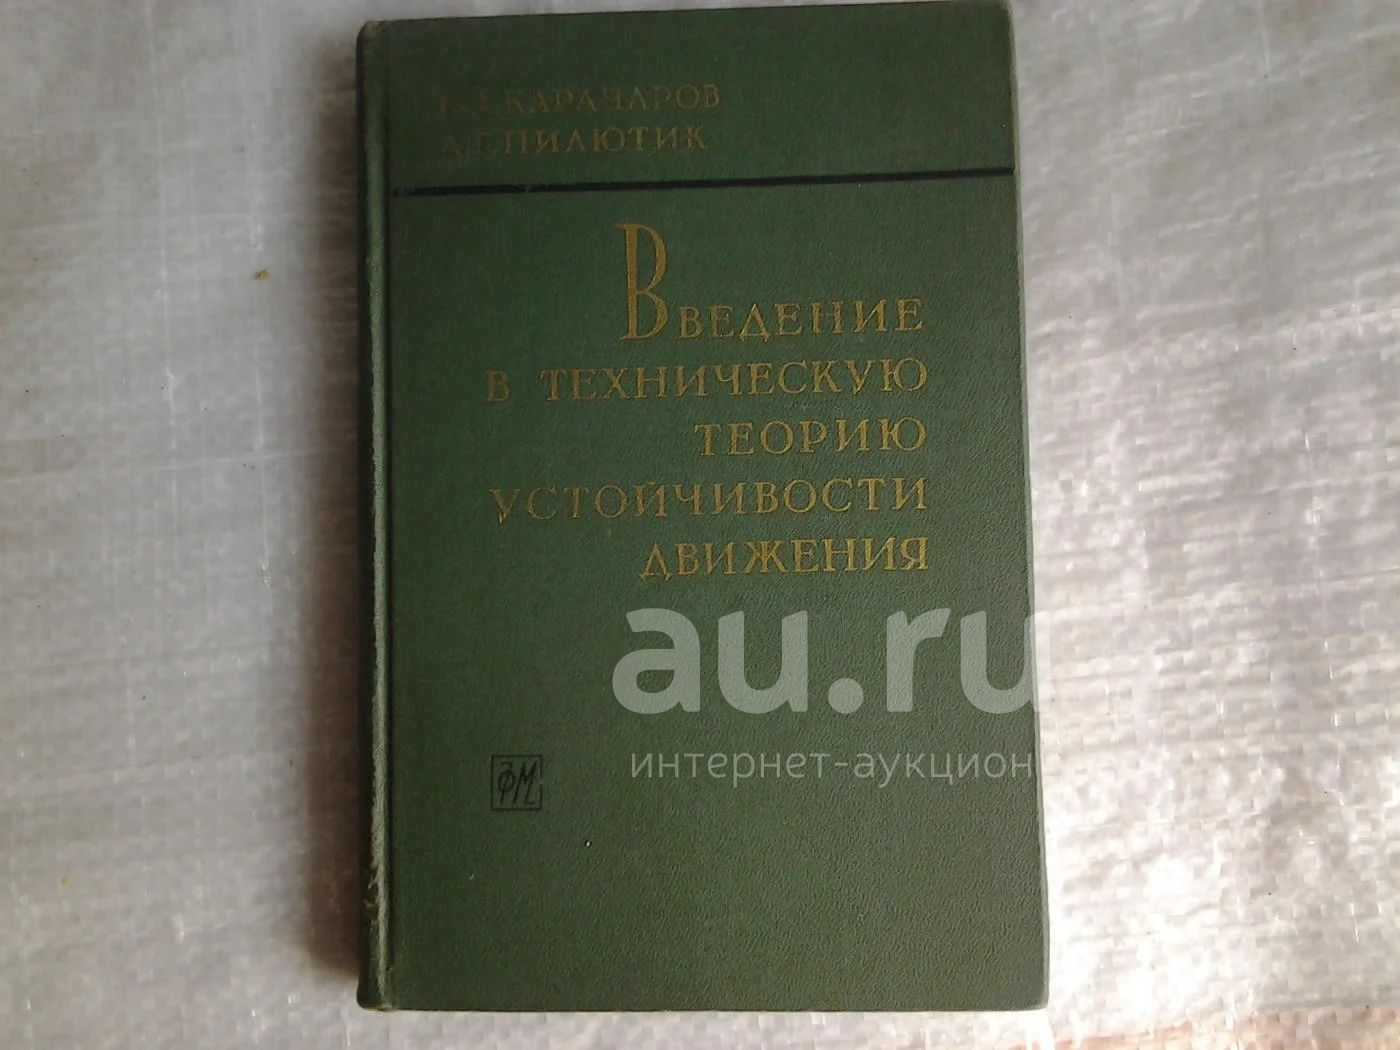 К.А.КАРАЧАРОВ
А.Г.ПИЛЮТИК
ВВЕДЕНИЕ
В ТЕХНИЧЕСКУЮ
ТЕОРИЮ
УСТОЙЧИВОСТИ
ДВИЖЕНИЯ
au.ru
интернет-аукцион
ФМ